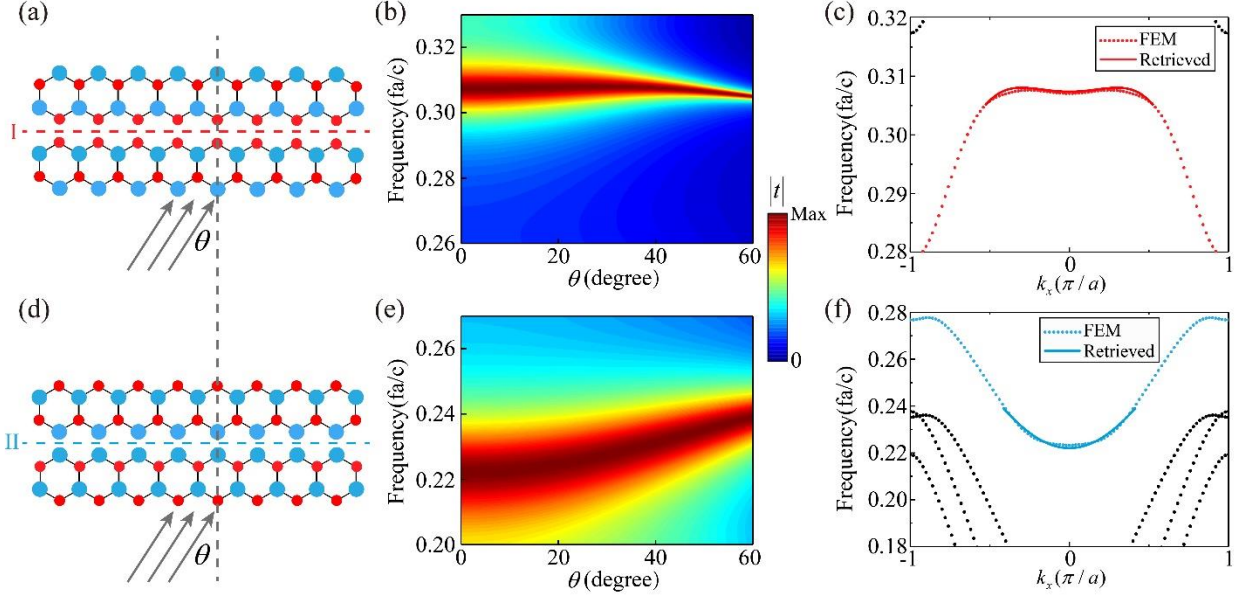 (a)
I
θ
(b)
Frequency(fa/c)
0.32
0.30
0.28
0.26
0
20
40
60
θ (degree)
|t|
Max
0
(c)
Frequency(fa/c)
0.32
0.31
0.30
0.29
0.28
-1
0
1
k_x(π/a)
FEM
Retrieved
(d)
II
θ
(e)
Frequency(fa/c)
0.26
0.24
0.22
0.20
0
20
40
60
θ (degree)
(f)
Frequency(fa/c)
0.28
0.26
0.24
0.22
0.20
0.18
-1
0
1
k_x(π/a)
FEM
Retrieved